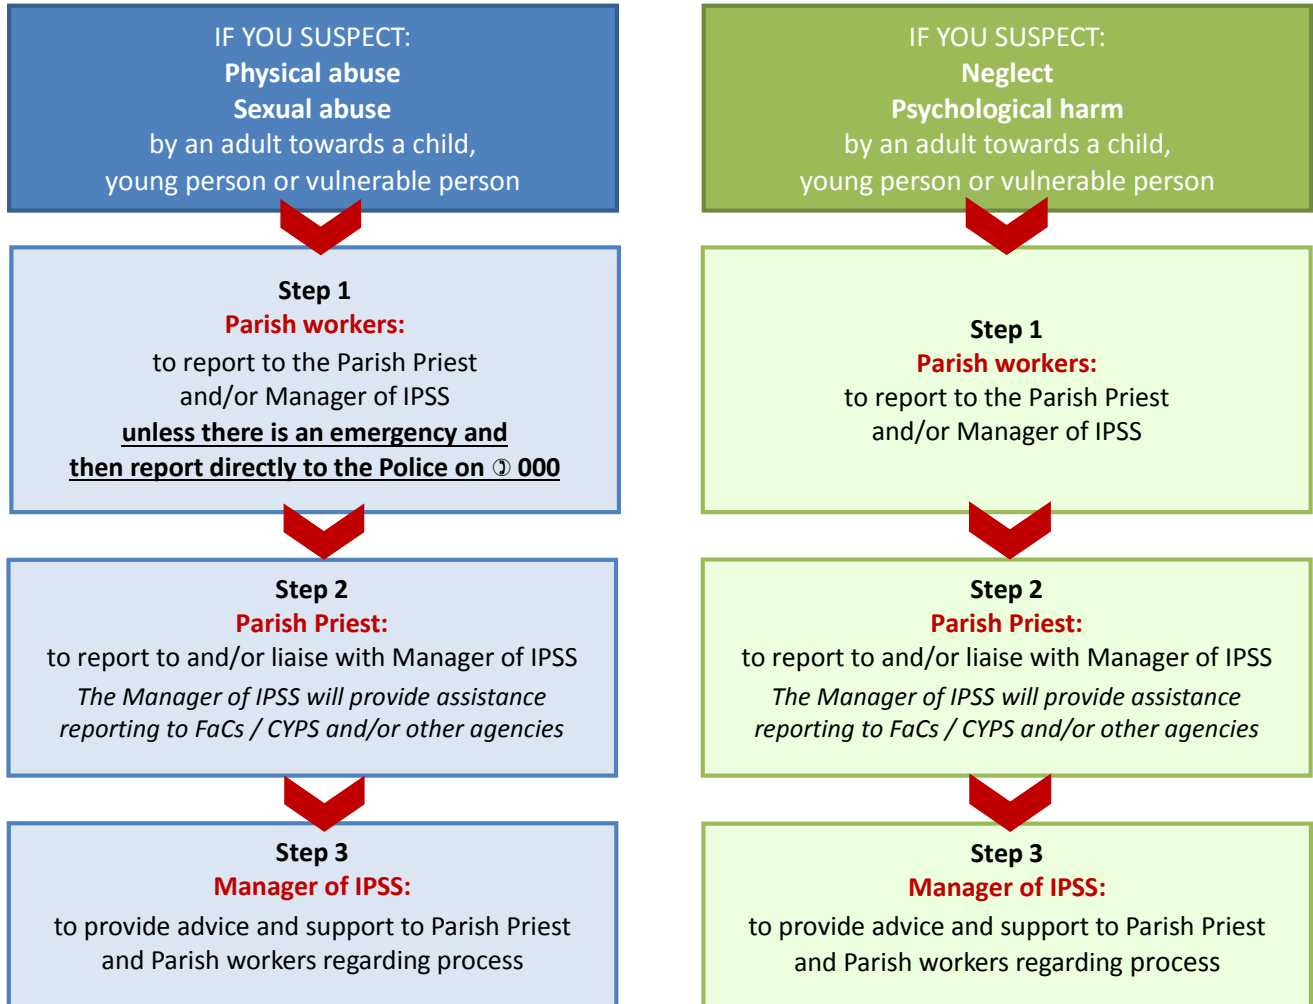 IF YOU SUSPECT:
Physical abuse
Sexual abuse
by an adult towards a child,
young person or vulnerable person
Step 1
Parish workers:
to report to the Parish Priest
and/or Manager of IPSS
unless there is an emergency and
then report directly to the Police on ✆ 000
Step 2
Parish Priest:
to report to and/or liaise with Manager of IPSS
The Manager of IPSS will provide assistance
reporting to FaCs / CYPS and/or other agencies
Step 3
Manager of IPSS:
to provide advice and support to Parish Priest
and Parish workers regarding process
IF YOU SUSPECT:
Neglect
Psychological harm
by an adult towards a child,
young person or vulnerable person
Step 1
Parish workers:
to report to the Parish Priest
and/or Manager of IPSS
Step 2
Parish Priest:
to report to and/or liaise with Manager of IPSS
The Manager of IPSS will provide assistance
reporting to FaCs / CYPS and/or other agencies
Step 3
Manager of IPSS:
to provide advice and support to Parish Priest
and Parish workers regarding process